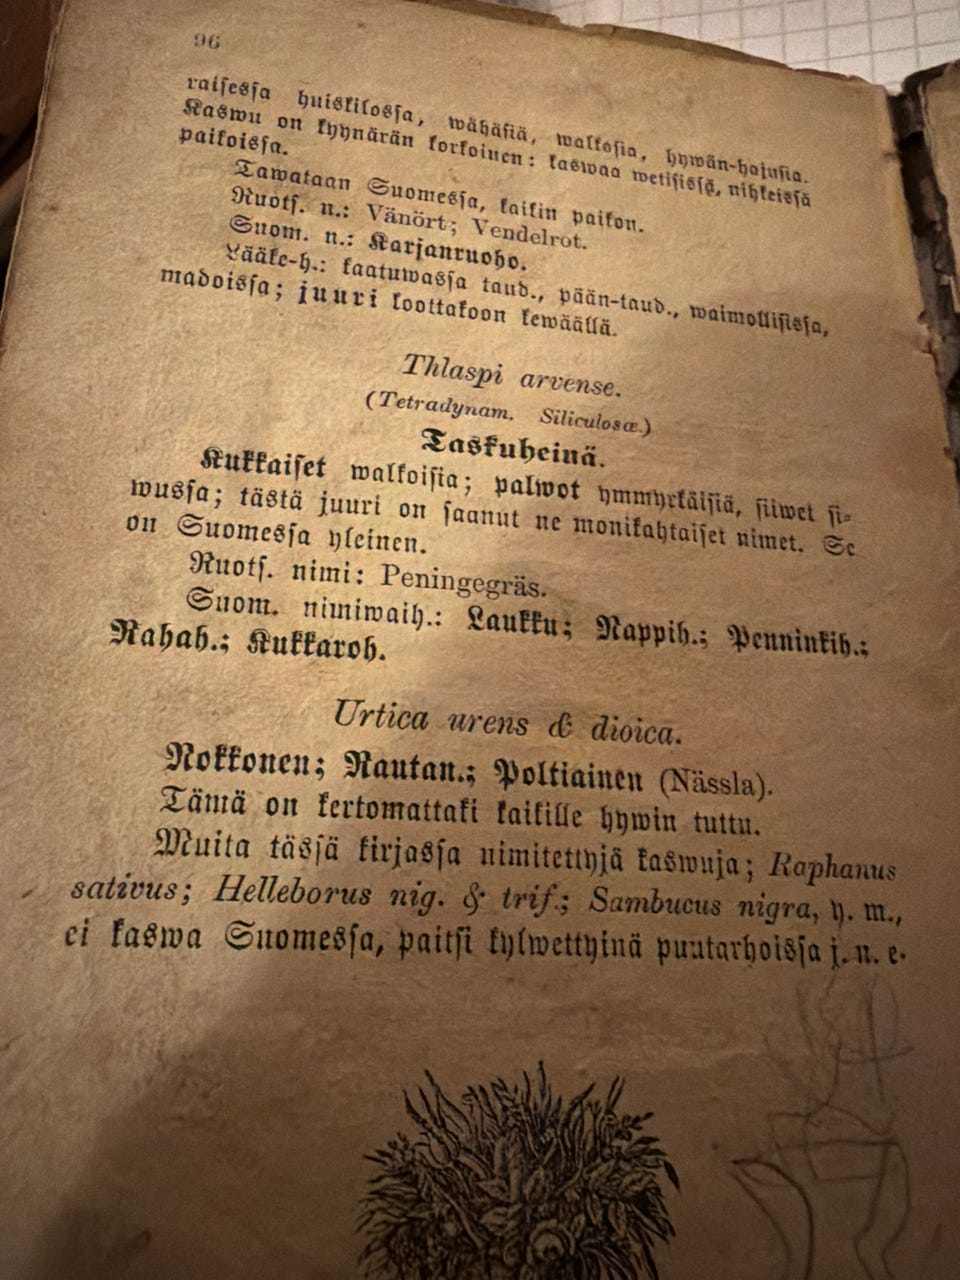 96
raisessa huiskilossa, wähäsiä, walkosia, hywän-hajusia.
Kaswu on kyynärän korkoinen: kaswaa wetisissä, nihkeissä
paikoissa.
Tawataan Suomessa, kaikin paikon.
Ruots. n.: Vänört; Vendelrot.
Suom. n.: Karjanruoho.
Lääke-h.: kaatuwassa taud., pään-taud., waimollisissa,
madoissa; juuri koottakoon kewäällä.
Thlaspi arvense.
(Tetradynam. Siliculosæ.)
Taskuheinä.
Kukkaiset walkoisia; palwot ymmyrkäisiä, siiwet si-
wussa; tästä juuri on saanut ne monikahtaiset nimet. Se
on Suomessa yleinen.
Ruots. nimi: Peningegräs.
Suom. nimiwaih.: Laukku; Rappih.; Penninkih.;
Rahah.; Kukkaroh.
Urtica urens & dioica.
Nokkonen; Rautan.; Poltiainen (Nässla).
Tämä on kertomattaki kaikille hywin tuttu.
Muita tässä kirjassa nimitettyjä kaswuja; Raphanus
sativus; Helleborus nig. & trif.; Sambucus nigra, y. m.,
ei kaswa Suomessa, paitsi kylwettyinä puutarhoissa j. n. e.